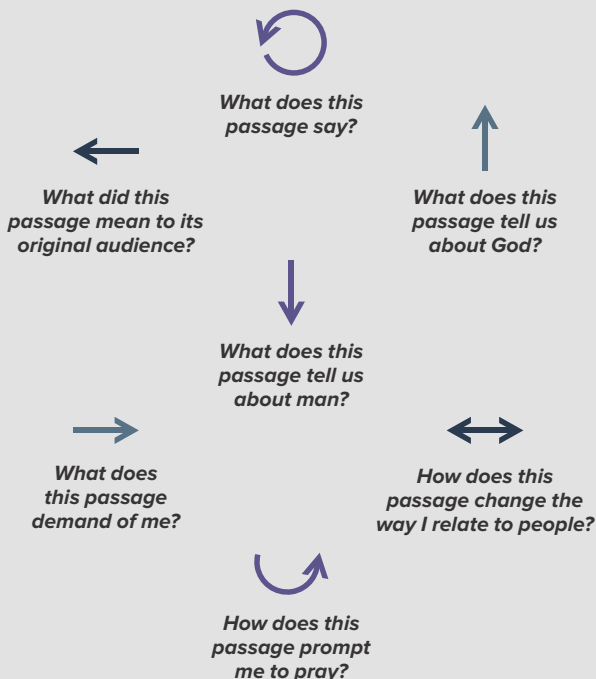 What does this
passage say?
What did this
passage mean to its
original audience?
What does this
passage tell us
about God?
What does this
passage tell us
about man?
What does
this passage
demand of me?
How does this
passage change the
way I relate to people?
How does this
passage prompt
me to pray?